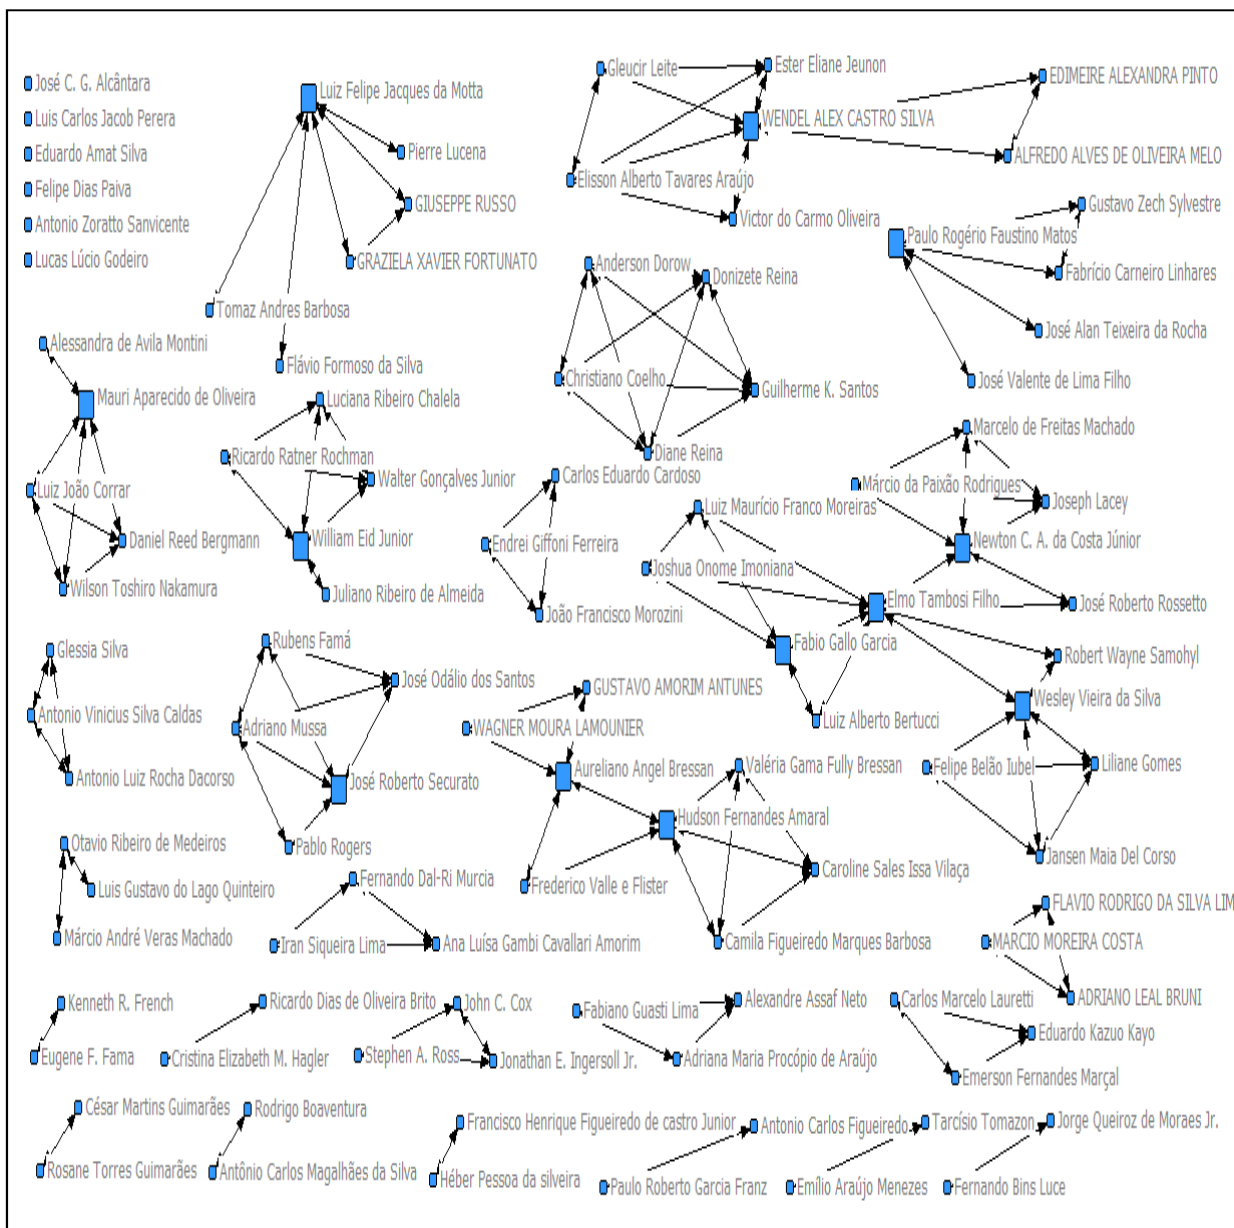 José C. G. Alcântara
Luis Carlos Jacob Perera
Eduardo Amat Silva
Felipe Dias Paiva
Antonio Zoratto Sanvicente
Lucas Lúcio Godeiro
Luiz Felipe Jacques da Motta
Pierre Lucena
GIUSEPPE RUSSO
GRAZIELA XAVIER FORTUNATO
Tomaz Andres Barbosa
Flávio Formoso da Silva
Gleucir Leite
Ester Eliane Jeunon
WENDEL ALEX CASTRO SILVA
EDIMEIRE ALEXANDRA PINTO
ALFREDO ALVES DE OLIVEIRA MELO
Elisson Alberto Tavares Araújo
Victor do Carmo Oliveira
Gustavo Zech Sylvestre
Paulo Rogério Faustino Matos
Fabrício Carneiro Linhares
José Alan Teixeira da Rocha
José Valente de Lima Filho
Anderson Dorow
Donizete Reina
Christiano Coelho
Guilherme K. Santos
Diane Reina
Alessandra de Avila Montini
Mauri Aparecido de Oliveira
Luiz João Corrar
Daniel Reed Bergmann
Wilson Toshiro Nakamura
Luciana Ribeiro Chalela
Ricardo Ratner Rochman
Walter Gonçalves Junior
William Eid Junior
Juliano Ribeiro de Almeida
Carlos Eduardo Cardoso
Endrei Giffoni Ferreira
João Francisco Morozini
Marcelo de Freitas Machado
Márcio da Paixão Rodrigues
Joseph Lacey
Newton C. A. da Costa Júnior
Luiz Maurício Franco Moreiras
Joshua Onome Imoniana
Elmo Tambosi Filho
José Roberto Rossetto
Fabio Gallo Garcia
Robert Wayne Samohyl
Wesley Vieira da Silva
Luiz Alberto Bertucci
Felipe Belão Iubel
Liliane Gomes
Jansen Maia Del Corso
Glessia Silva
Antonio Vinicius Silva Caldas
Antonio Luiz Rocha Dacorso
Rubens Famá
José Odálio dos Santos
Adriano Mussa
José Roberto Securato
Pablo Rogers
GUSTAVO AMORIM ANTUNES
WAGNER MOURA LAMOUNIER
Aureliano Angel Bressan
Valéria Gama Fully Bressan
Hudson Fernandes Amaral
Caroline Sales Issa Vilaça
Frederico Valle e Flister
Camila Figueiredo Marques Barbosa
Otavio Ribeiro de Medeiros
Luis Gustavo do Lago Quinteiro
Márcio André Veras Machado
Fernando Dal-Ri Murcia
Iran Siqueira Lima
Ana Luísa Gambi Cavallari Amorim
FLAVIO RODRIGO DA SILVA LIM
MARCIO MOREIRA COSTA
ADRIANO LEAL BRUNI
Kenneth R. French
Eugene F. Fama
Ricardo Dias de Oliveira Brito
Cristina Elizabeth M. Hagler
John C. Cox
Stephen A. Ross
Jonathan E. Ingersoll Jr.
Fabiano Guasti Lima
Alexandre Assaf Neto
Adriana Maria Procópio de Araújo
Carlos Marcelo Lauretti
Eduardo Kazuo Kayo
Emerson Fernandes Marçal
César Martins Guimarães
Rosane Torres Guimarães
Rodrigo Boaventura
Antônio Carlos Magalhães da Silva
Francisco Henrique Figueiredo de castro Junior
Héber Pessoa da silveira
Antonio Carlos Figueiredo
Paulo Roberto Garcia Franz
Tarcísio Tomazon
Emílio Araújo Menezes
Jorge Queiroz de Moraes Jr.
Fernando Bins Luce